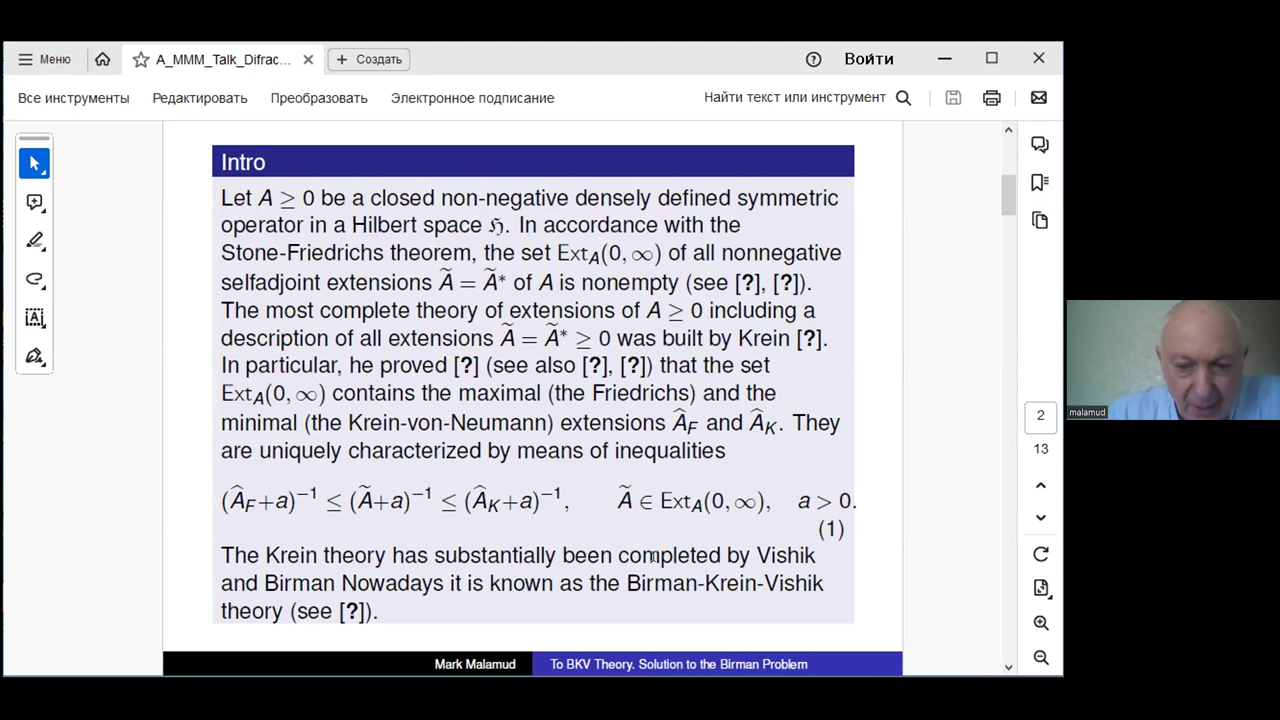 Меню
A_MMM_Talk_Difrac...
Создать
Войти
Все инструменты
Редактировать
Преобразовать
Электронное подписание
Найти текст или инструмент
Intro
Let A ≥ 0 be a closed non-negative densely defined symmetric
operator in a Hilbert space ℌ. In accordance with the
Stone-Friedrichs theorem, the set Ext_A(0, ∞) of all nonnegative
selfadjoint extensions Ã = Ã* of A is nonempty (see [?], [?]).
The most complete theory of extensions of A ≥ 0 including a
description of all extensions Ã = Ã* ≥ 0 was built by Krein [?].
In particular, he proved [?] (see also [?], [?]) that the set
Ext_A(0, ∞) contains the maximal (the Friedrichs) and the
minimal (the Krein-von-Neumann) extensions Â_F and Â_K. They
are uniquely characterized by means of inequalities
(Â_F+a)⁻¹ ≤ (Ã+a)⁻¹ ≤ (Â_K+a)⁻¹, Ã ∈ Ext_A(0, ∞), a > 0.
(1)
The Krein theory has substantially been completed by Vishik
and Birman Nowadays it is known as the Birman-Krein-Vishik
theory (see [?]).
Mark Malamud
To BKV Theory. Solution to the Birman Problem
2
13
malamud